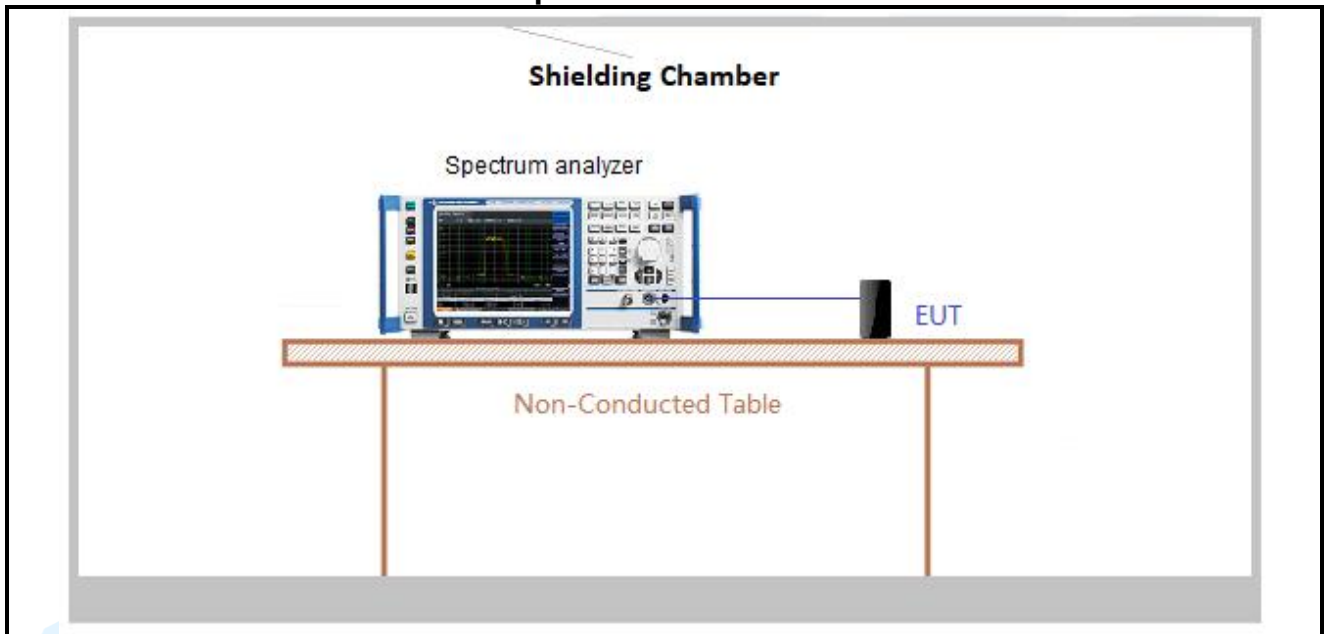 Shielding Chamber
Spectrum analyzer
EUT
Non-Conducted Table